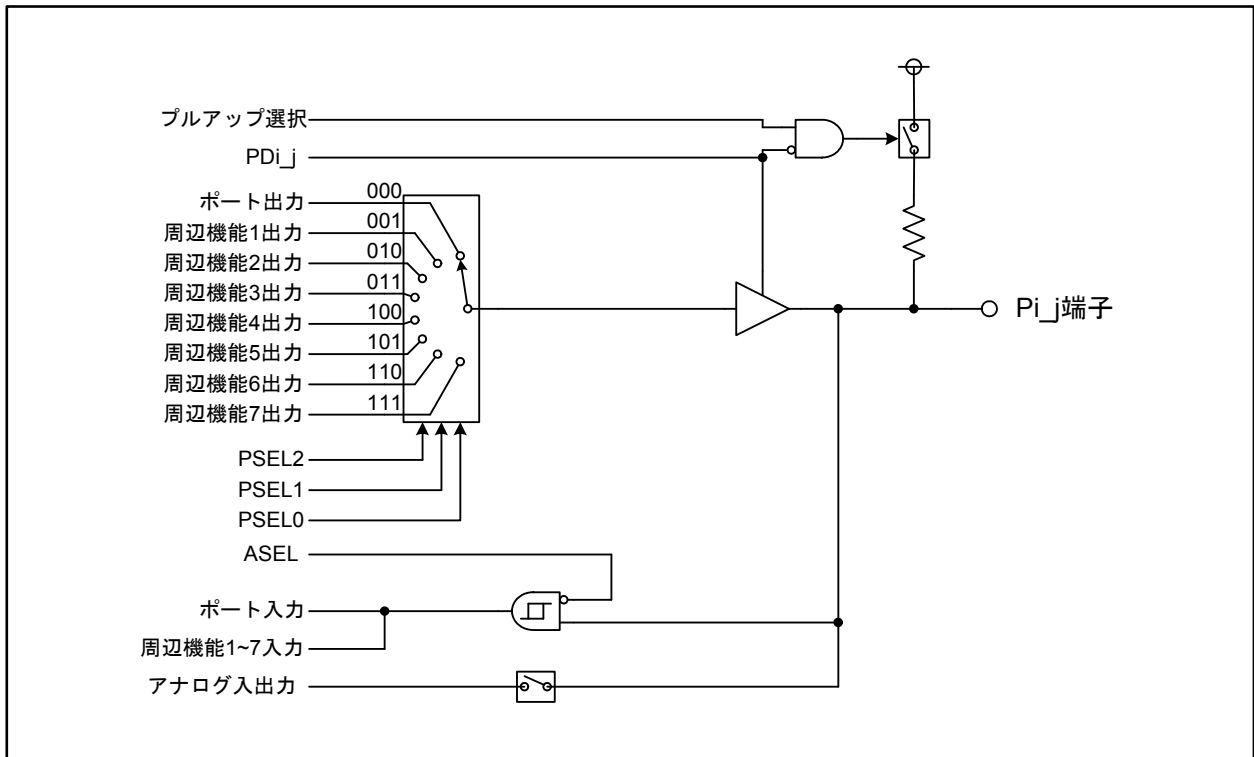 プルアップ選択
PDi_j
ポート出力 000
周辺機能1出力 001
周辺機能2出力 010
周辺機能3出力 011
周辺機能4出力 100
周辺機能5出力 101
周辺機能6出力 110
周辺機能7出力 111
Pi_j端子
PSEL2
PSEL1
PSEL0
ASEL
ポート入力
周辺機能1~7入力
アナログ入出力